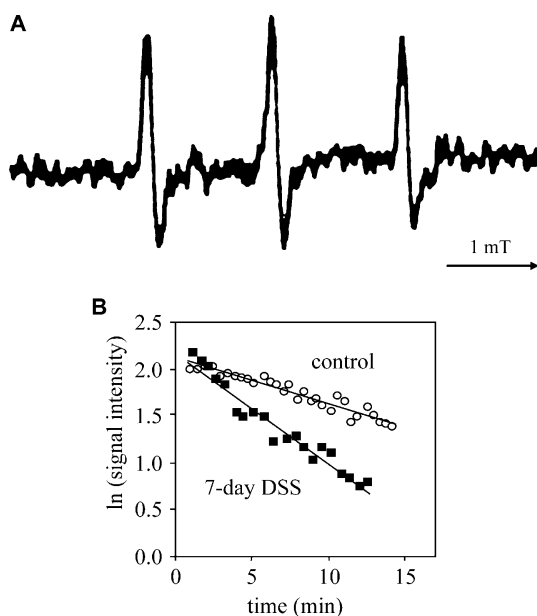 A
1 mT
B
2.5
2.0
1.5
1.0
0.5
0.0
ln (signal intensity)
control
7-day DSS
0
5
10
15
time (min)